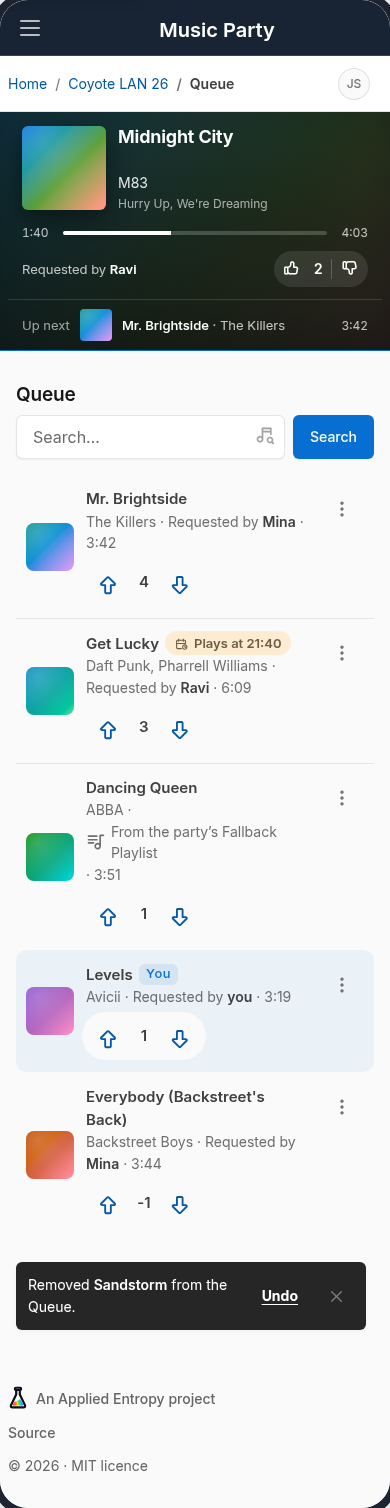 Music Party
Home / Coyote LAN 26 / Queue
JS
Midnight City
M83
Hurry Up, We're Dreaming
1:40 4:03
Requested by Ravi 2
Up next Mr. Brightside · The Killers 3:42
Queue
Search... Search
Mr. Brightside
The Killers · Requested by Mina ·
3:42
4
Get Lucky Plays at 21:40
Daft Punk, Pharrell Williams ·
Requested by Ravi · 6:09
3
Dancing Queen
ABBA ·
From the party’s Fallback
Playlist
· 3:51
1
Levels You
Avicii · Requested by you · 3:19
1
Everybody (Backstreet's
Back)
Backstreet Boys · Requested by
Mina · 3:44
-1
Removed Sandstorm from the
Queue.
Undo
An Applied Entropy project
Source
© 2026 · MIT licence